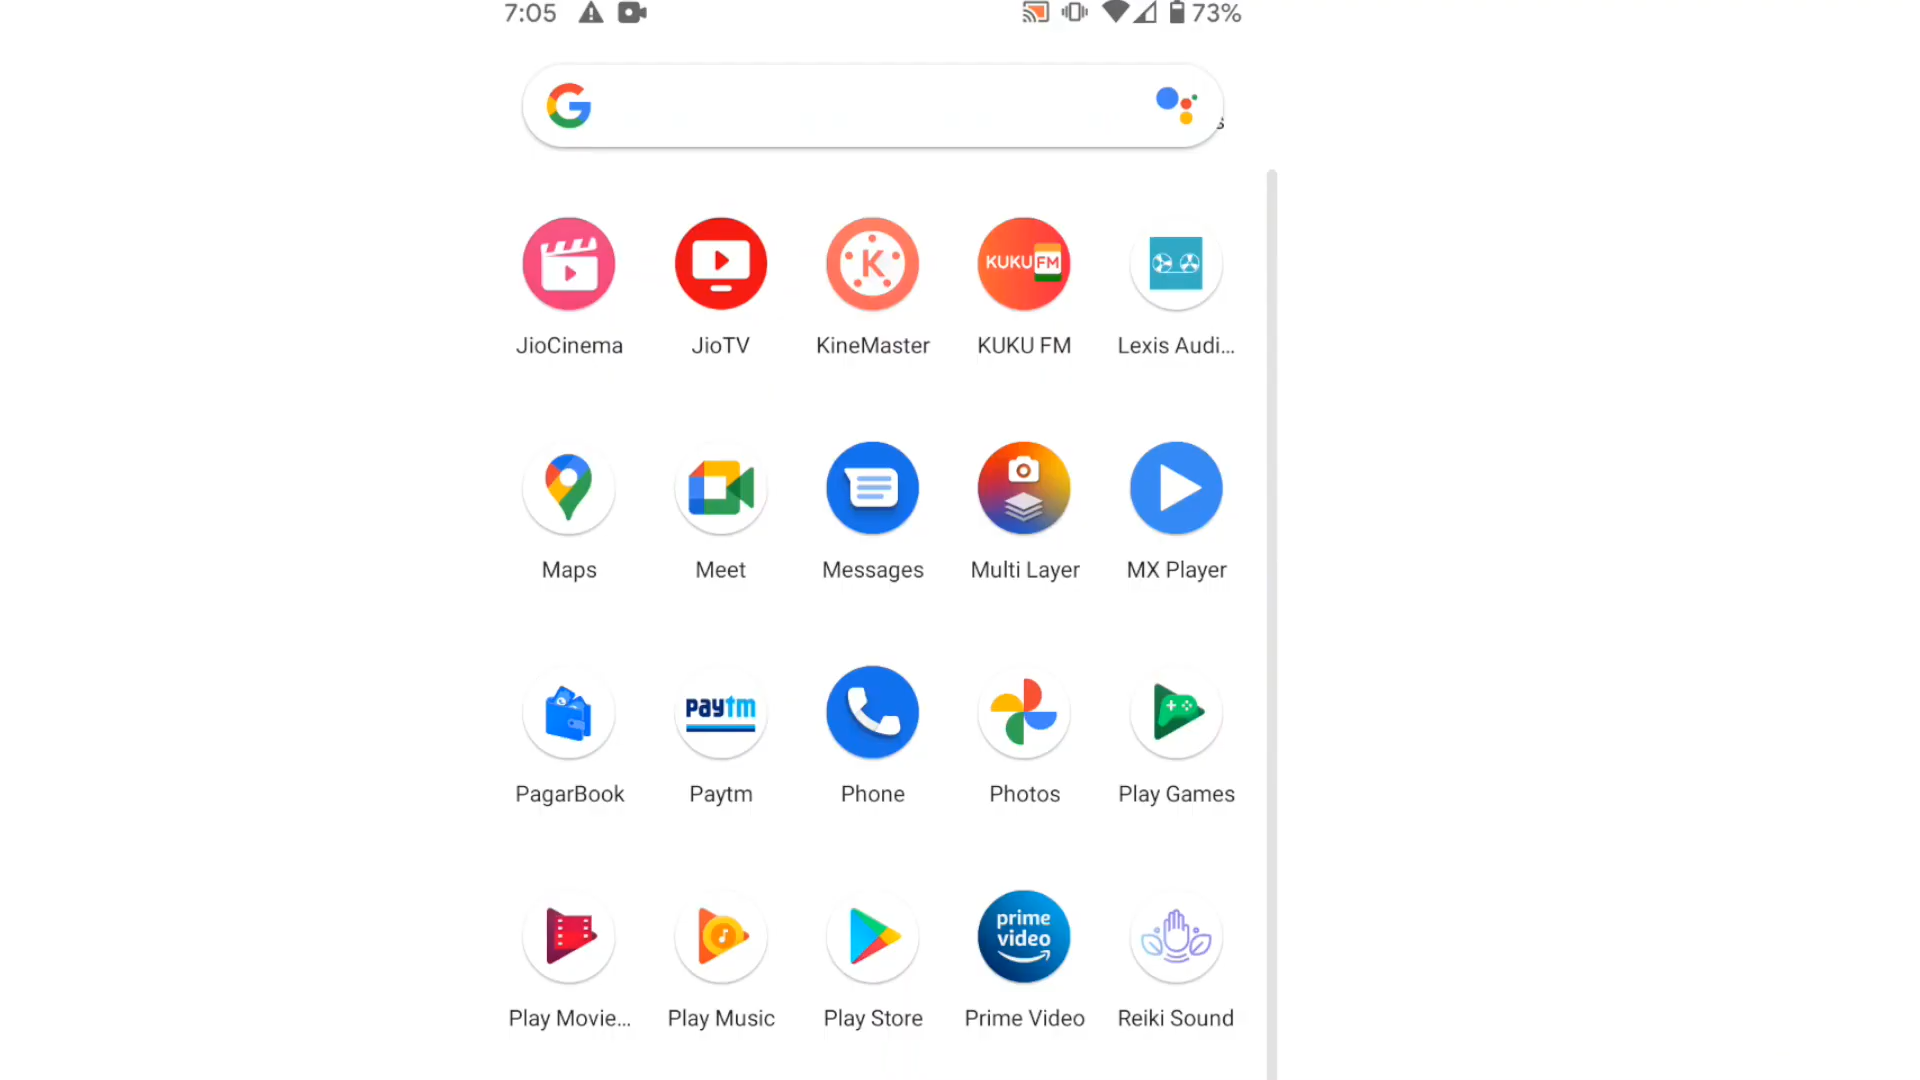 7:05 73%
s
KUKU FM
JioCinema JioTV KineMaster KUKU FM Lexis Audi...
Maps Meet Messages Multi Layer MX Player
paytm
PagarBook Paytm Phone Photos Play Games
prime
video
Play Movie... Play Music Play Store Prime Video Reiki Sound